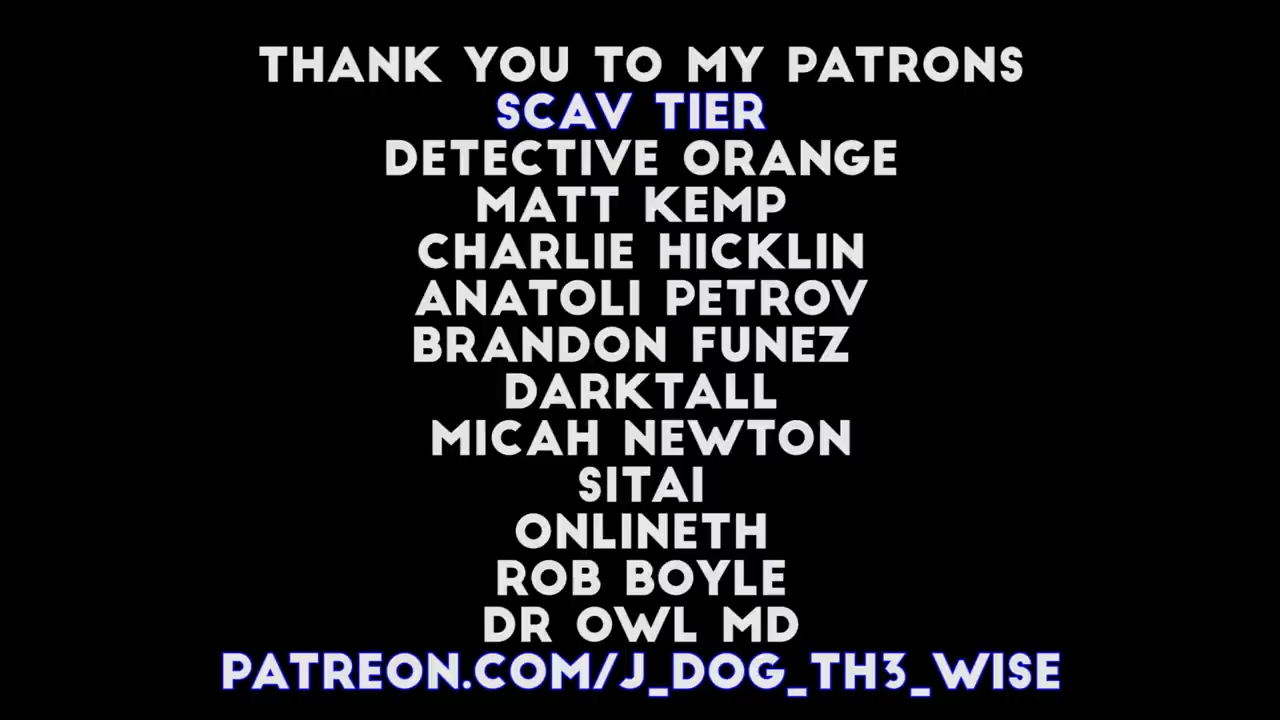 THANK YOU TO MY PATRONS
SCAV TIER
DETECTIVE ORANGE
MATT KEMP
CHARLIE HICKLIN
ANATOLI PETROV
BRANDON FUNEZ
DARKTALL
MICAH NEWTON
SITAI
ONLINETH
ROB BOYLE
DR OWL MD
PATREON.COM/J_DOG_TH3_WISE